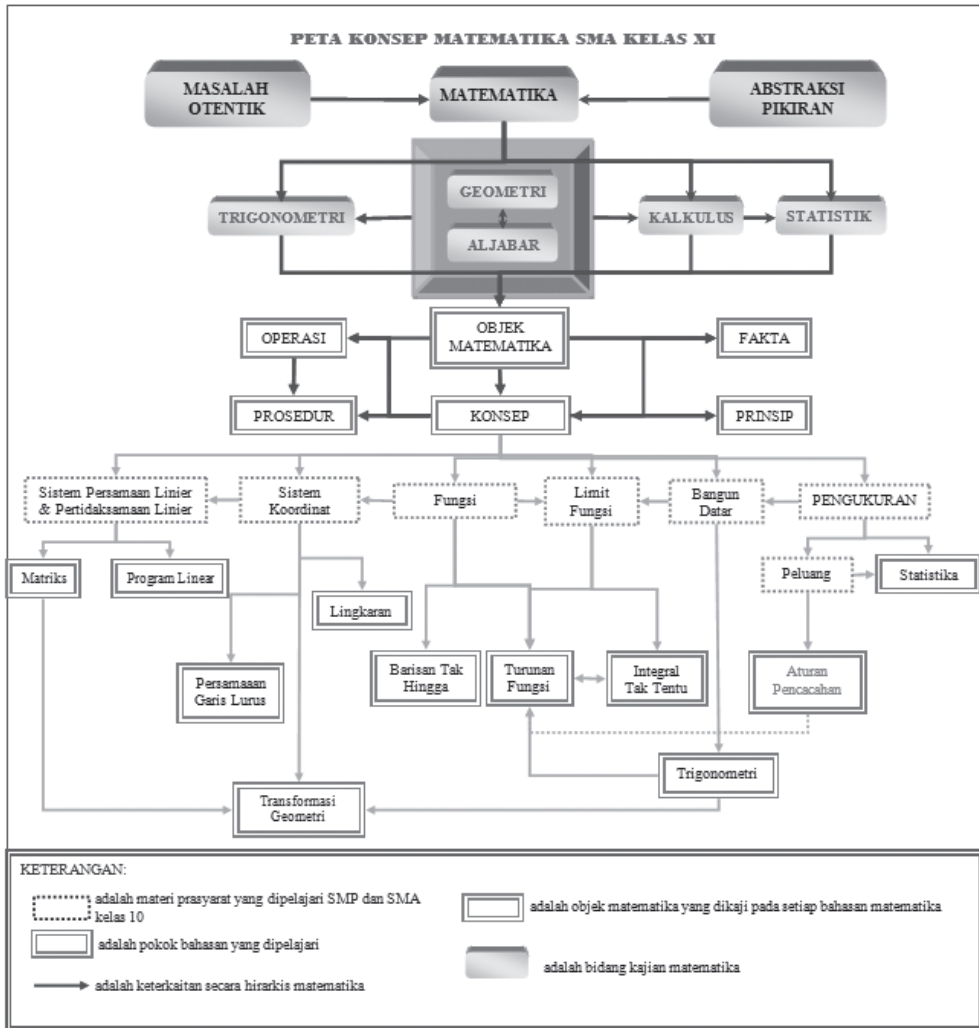 PETA KONSEP MATEMATIKA SMA KELAS XI
MASALAH
OTENTIK
MATEMATIKA
ABSTRAKSI
PIKIRAN
GEOMETRI
TRIGONOMETRI
KALKULUS
STATISTIK
ALJABAR
OPERASI
OBJEK
MATEMATIKA
FAKTA
PROSEDUR
KONSEP
PRINSIP
Sistem Persamaan Linier
& Pertidaksamaan Linier
Sistem
Koordinat
Fungsi
Limit
Fungsi
Bangun
Datar
PENGUKURAN
Matriks
Program Linear
Lingkaran
Peluang
Statistika
Persamaaan
Garis Lurus
Barisan Tak
Hingga
Turunan
Fungsi
Integral
Tak Tentu
Aturan
Pencacahan
Trigonometri
Transformasi
Geometri
KETERANGAN:
adalah materi prasyarat yang dipelajari SMP dan SMA
kelas 10
adalah objek matematika yang dikaji pada setiap bahasan matematika
adalah pokok bahasan yang dipelajari
adalah bidang kajian matematika
adalah keterkaitan secara hirarkis matematika